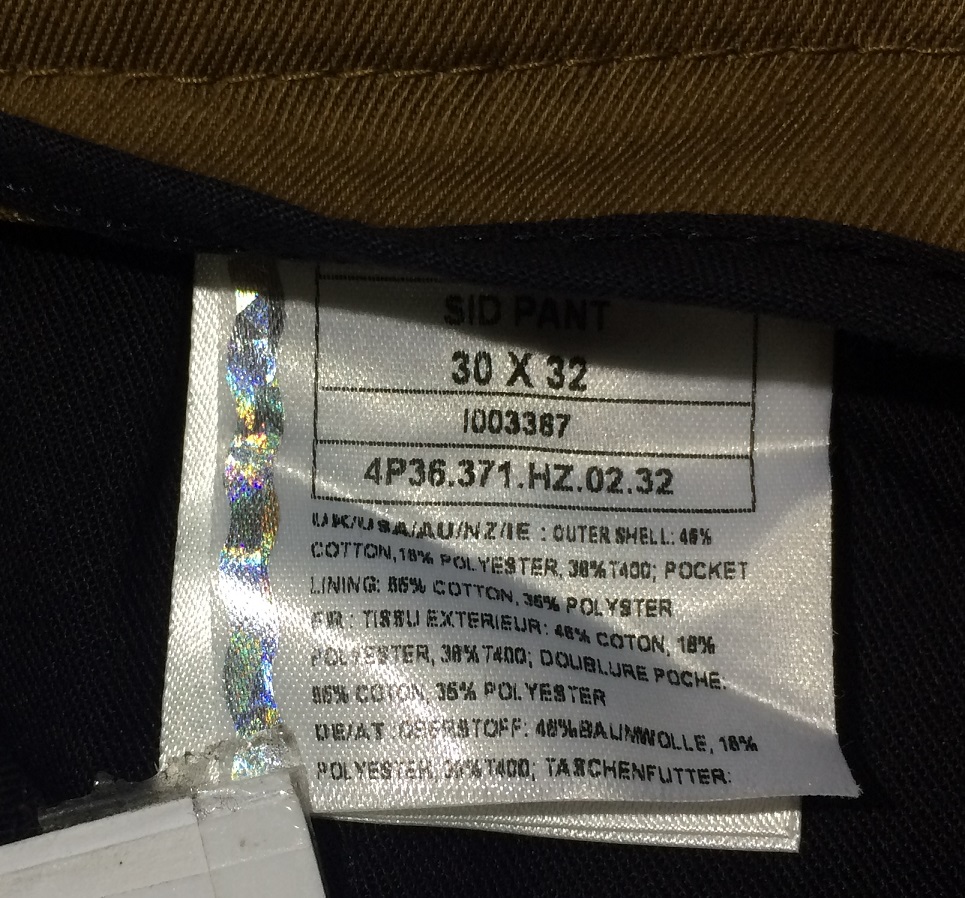 SID PANT
30 X 32
I003367
4P36.371.HZ.02.32
UK/USA/AU/NZ/IE : OUTER SHELL: 46%
COTTON,18% POLYESTER, 36%T400; POCKET
LINING: 65% COTTON, 35% POLYSTER
FR: TISSU EXTERIEUR: 46% COTON, 18%
POLYESTER, 36%T400; DOUBLURE POCHE:
65% COTON, 35% POLYESTER
DE/AT :OBERSTOFF: 46%BAUMWOLLE, 18%
POLYESTER, 36%T400; TASCHENFUTTER: